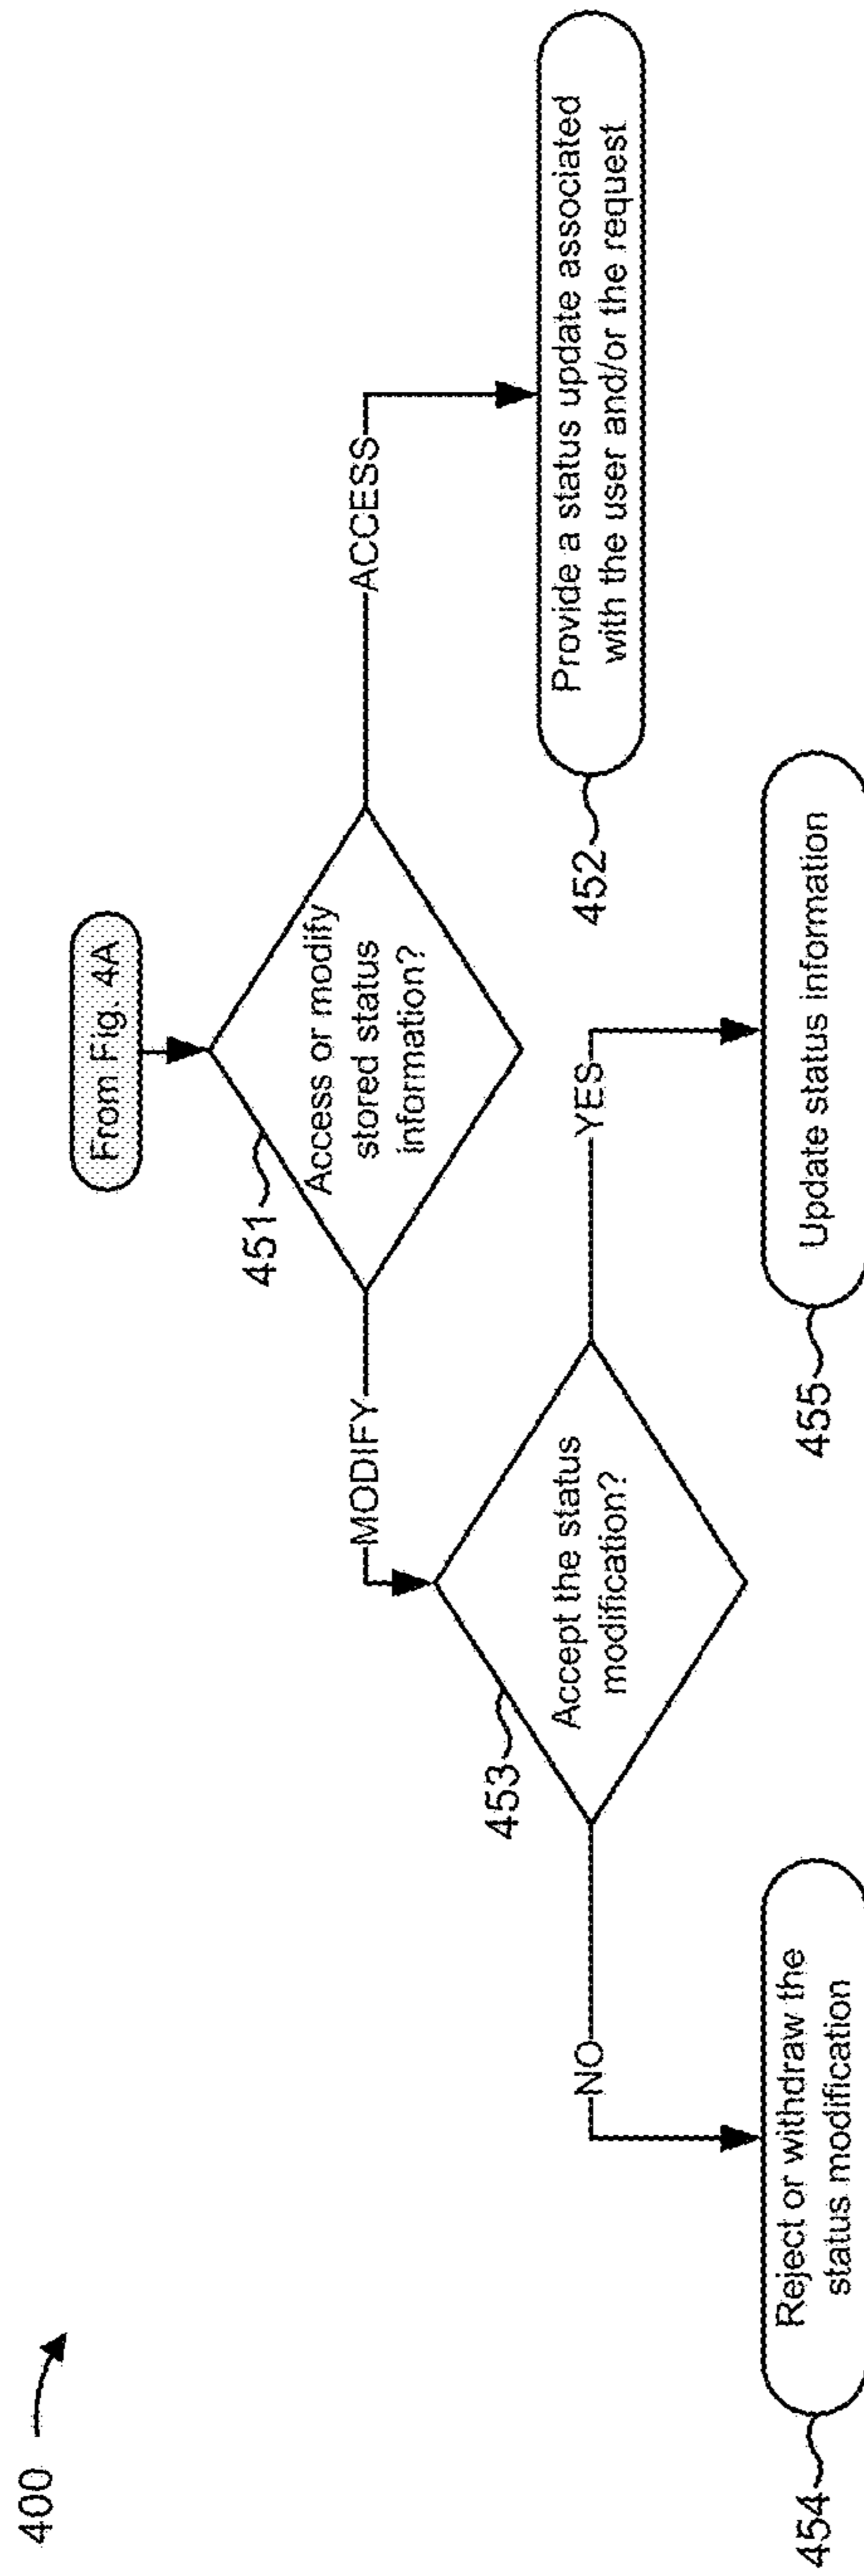 400
From Fig. 4A
451
Access or modify
stored status
information?
MODIFY
ACCESS
453
Accept the status
modification?
452
Provide a status update associated
with the user and/or the request
NO
YES
454
Reject or withdraw the
status modification
455
Update status information